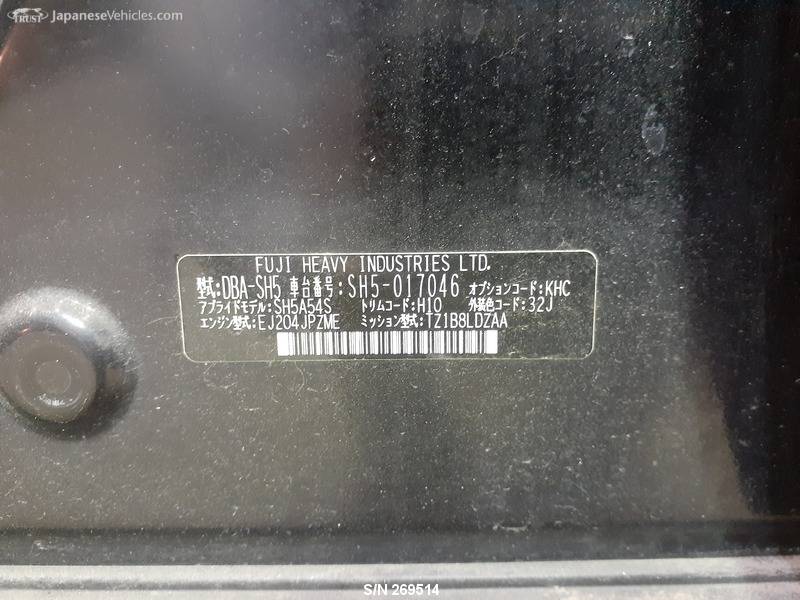 TRUST JapaneseVehicles.com
FUJI HEAVY INDUSTRIES LTD.
型式:DBA-SH5 車台番号:SH5-017046 オプションコード:KHC
アプライドモデル:SH5A54S トリムコード:H10 外装色コード:32J
エンジン型式:EJ204JPZME ミッション型式:TZ1B8LDZAA
S/N 269514